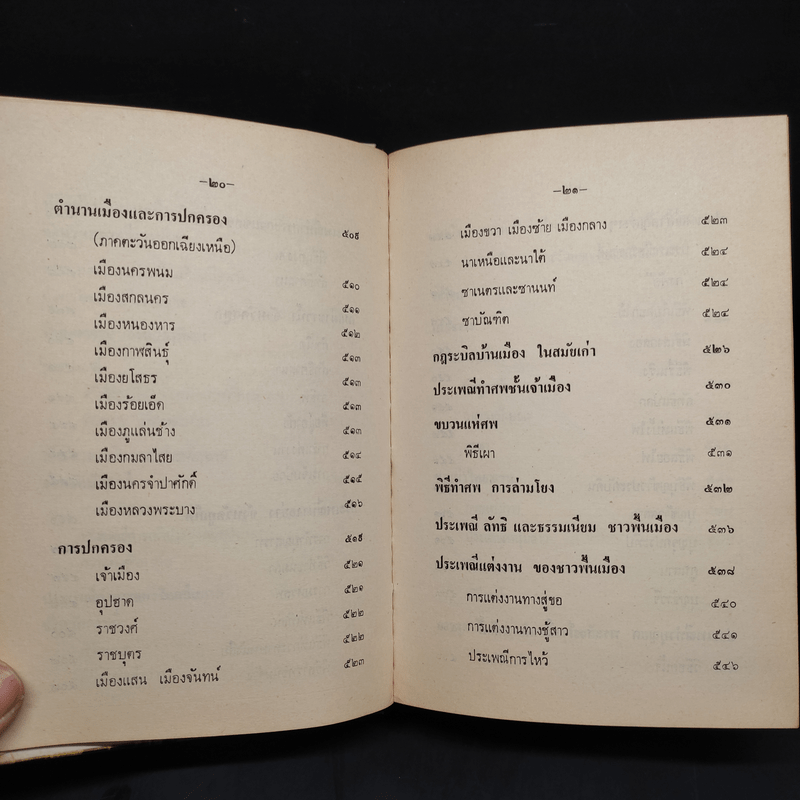 —๒๐—
ตำนานเมืองและการปกครอง ๕๐๙
(ภาคตะวันออกเฉียงเหนือ)
เมืองนครพนม ๕๑๐
เมืองสกลนคร ๕๑๑
เมืองหนองหาร ๕๑๒
เมืองกาฬสินธุ์ ๕๑๓
เมืองยโสธร ๕๑๓
เมืองร้อยเอ็ด ๕๑๓
เมืองภูแล่นช้าง ๕๑๓
เมืองกมลาไสย ๕๑๔
เมืองนครจำปาศักดิ์ ๕๑๕
เมืองหลวงพระบาง ๕๑๖
การปกครอง ๕๑๙
เจ้าเมือง ๕๒๑
อุปฮาด ๕๒๑
ราชวงศ์ ๕๒๒
ราชบุตร ๕๒๒
เมืองแสน เมืองจันทน์ ๕๒๓
—๒๑—
เมืองขวา เมืองซ้าย เมืองกลาง ๕๒๓
นาเหนือและนาใต้ ๕๒๔
ซาเนตรและซานนท์ ๕๒๔
ซาบัณฑิต ๕๒๔
กฎระบิลบ้านเมือง ในสมัยเก่า ๕๒๖
ประเพณีทำศพชั้นเจ้าเมือง ๕๓๐
ขบวนแห่ศพ ๕๓๑
พิธีเผา ๕๓๑
พิธีทำศพ การล่ามโยง ๕๓๒
ประเพณี ลัทธิ และธรรมเนียม ชาวพื้นเมือง ๕๓๖
ประเพณีแต่งงาน ของชาวพื้นเมือง ๕๓๘
การแต่งงานทางสู่ขอ ๕๔๐
การแต่งงานทางชู้สาว ๕๔๑
ประเพณีการไหว้ ๕๔๖